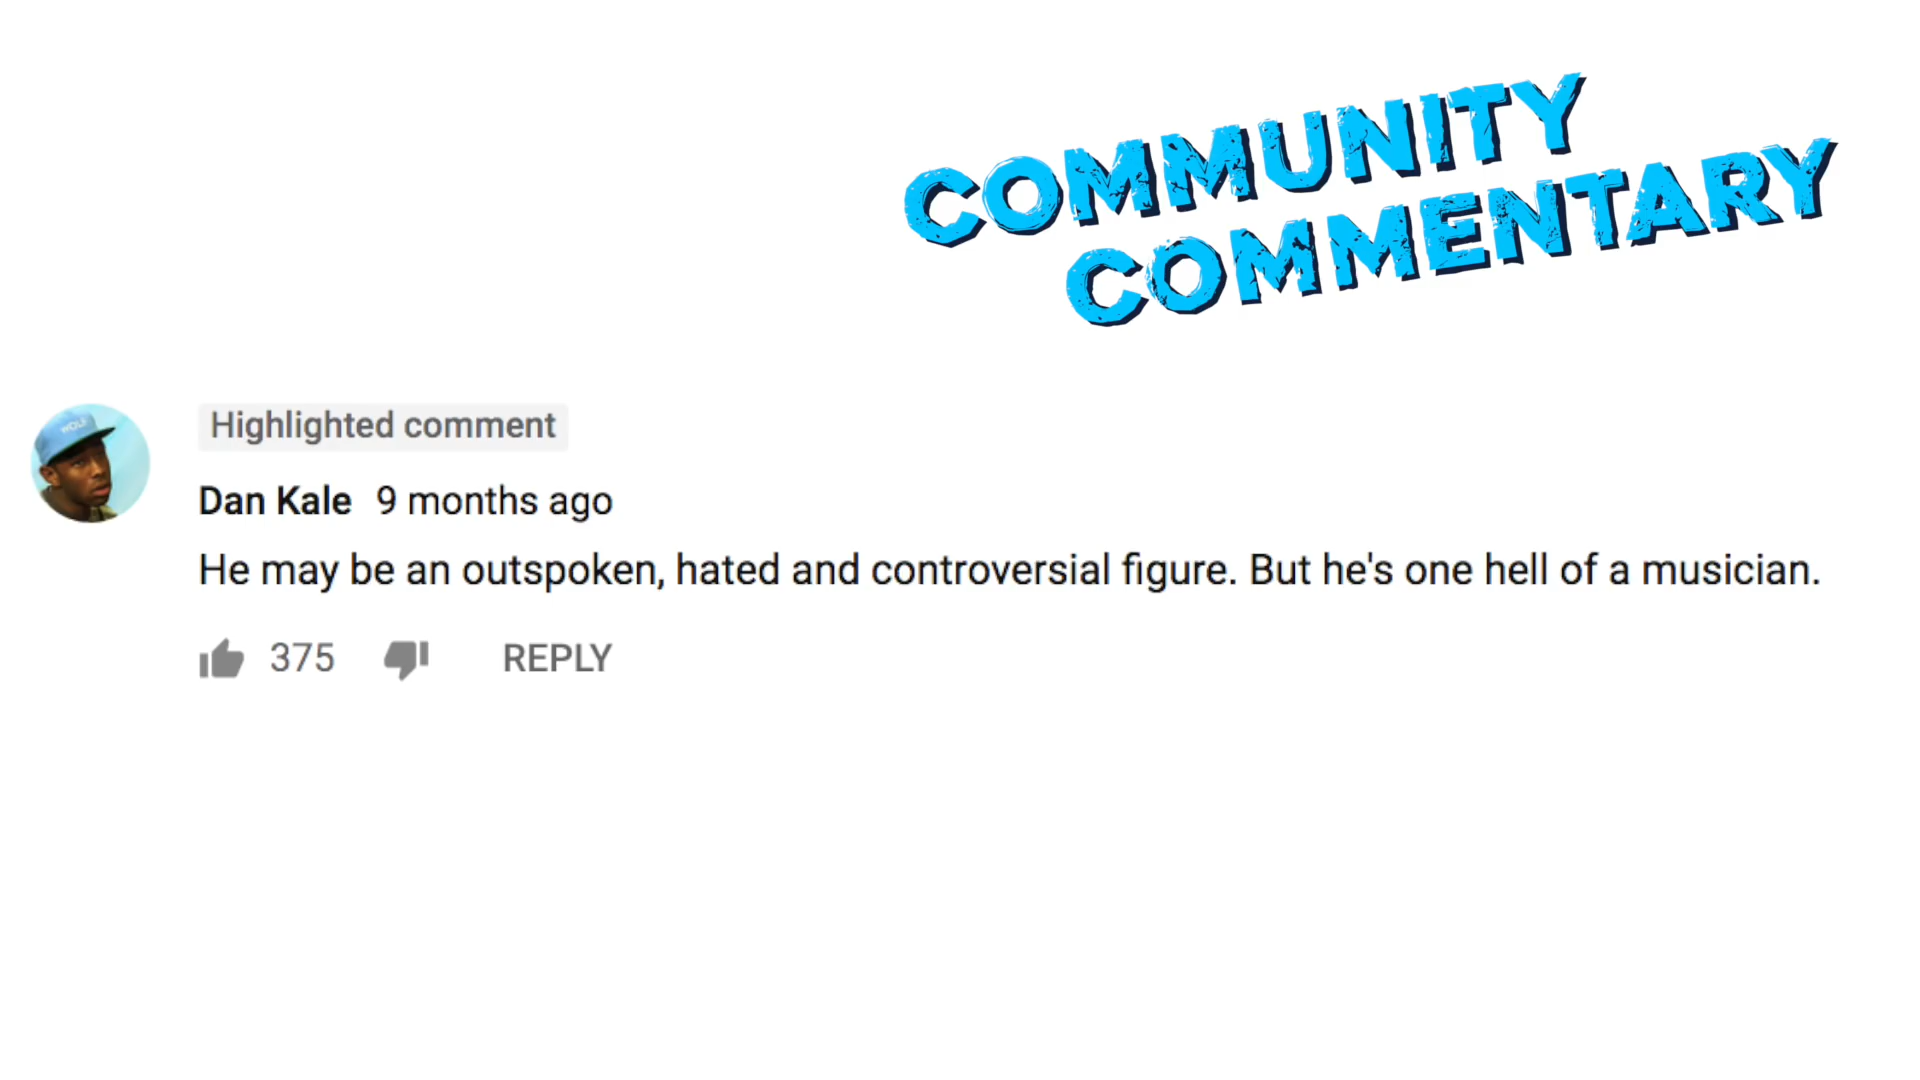 COMMUNITY
COMMENTARY
WOLF
Highlighted comment
Dan Kale 9 months ago
He may be an outspoken, hated and controversial figure. But he's one hell of a musician.
375 REPLY